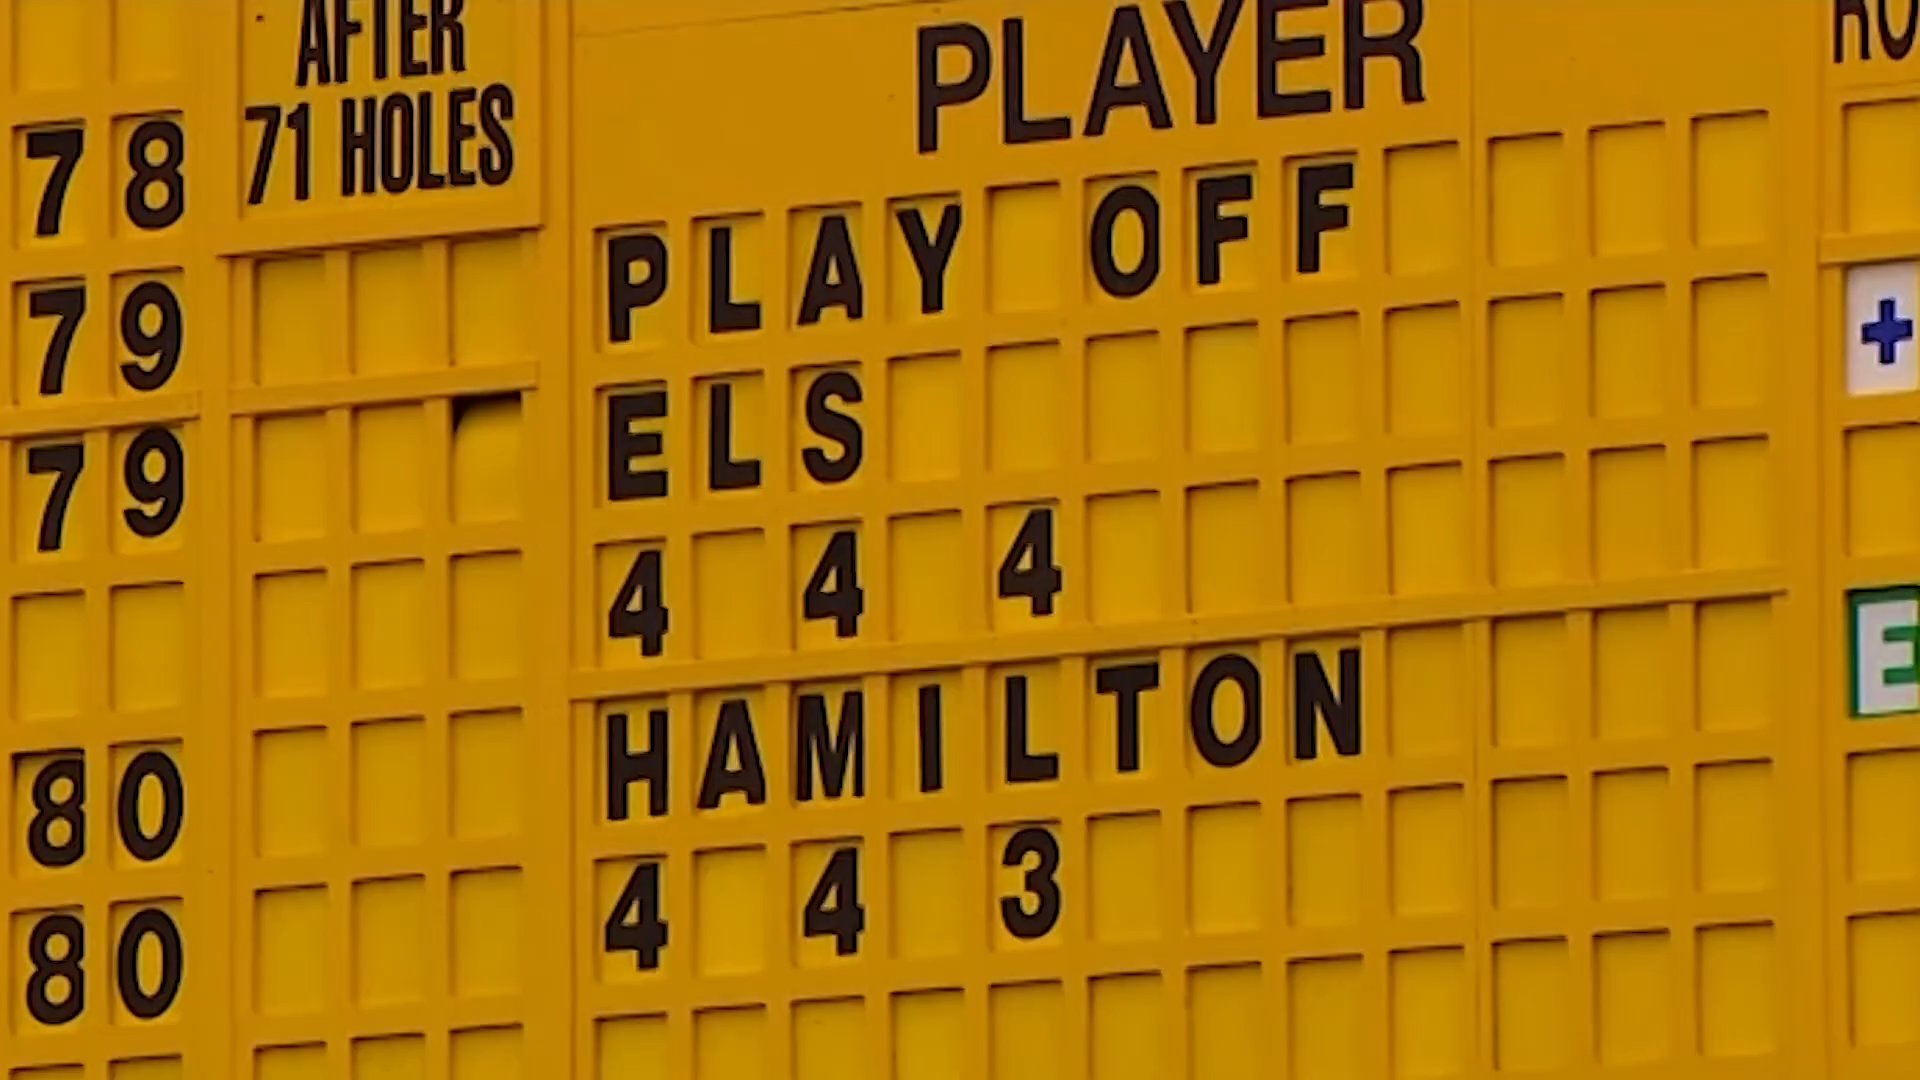 AFTER
71 HOLES
PLAYER
78
PLAY OFF
79
+
ELS
79
4 4 4
E
HAMILTON
80
4 4 3
80